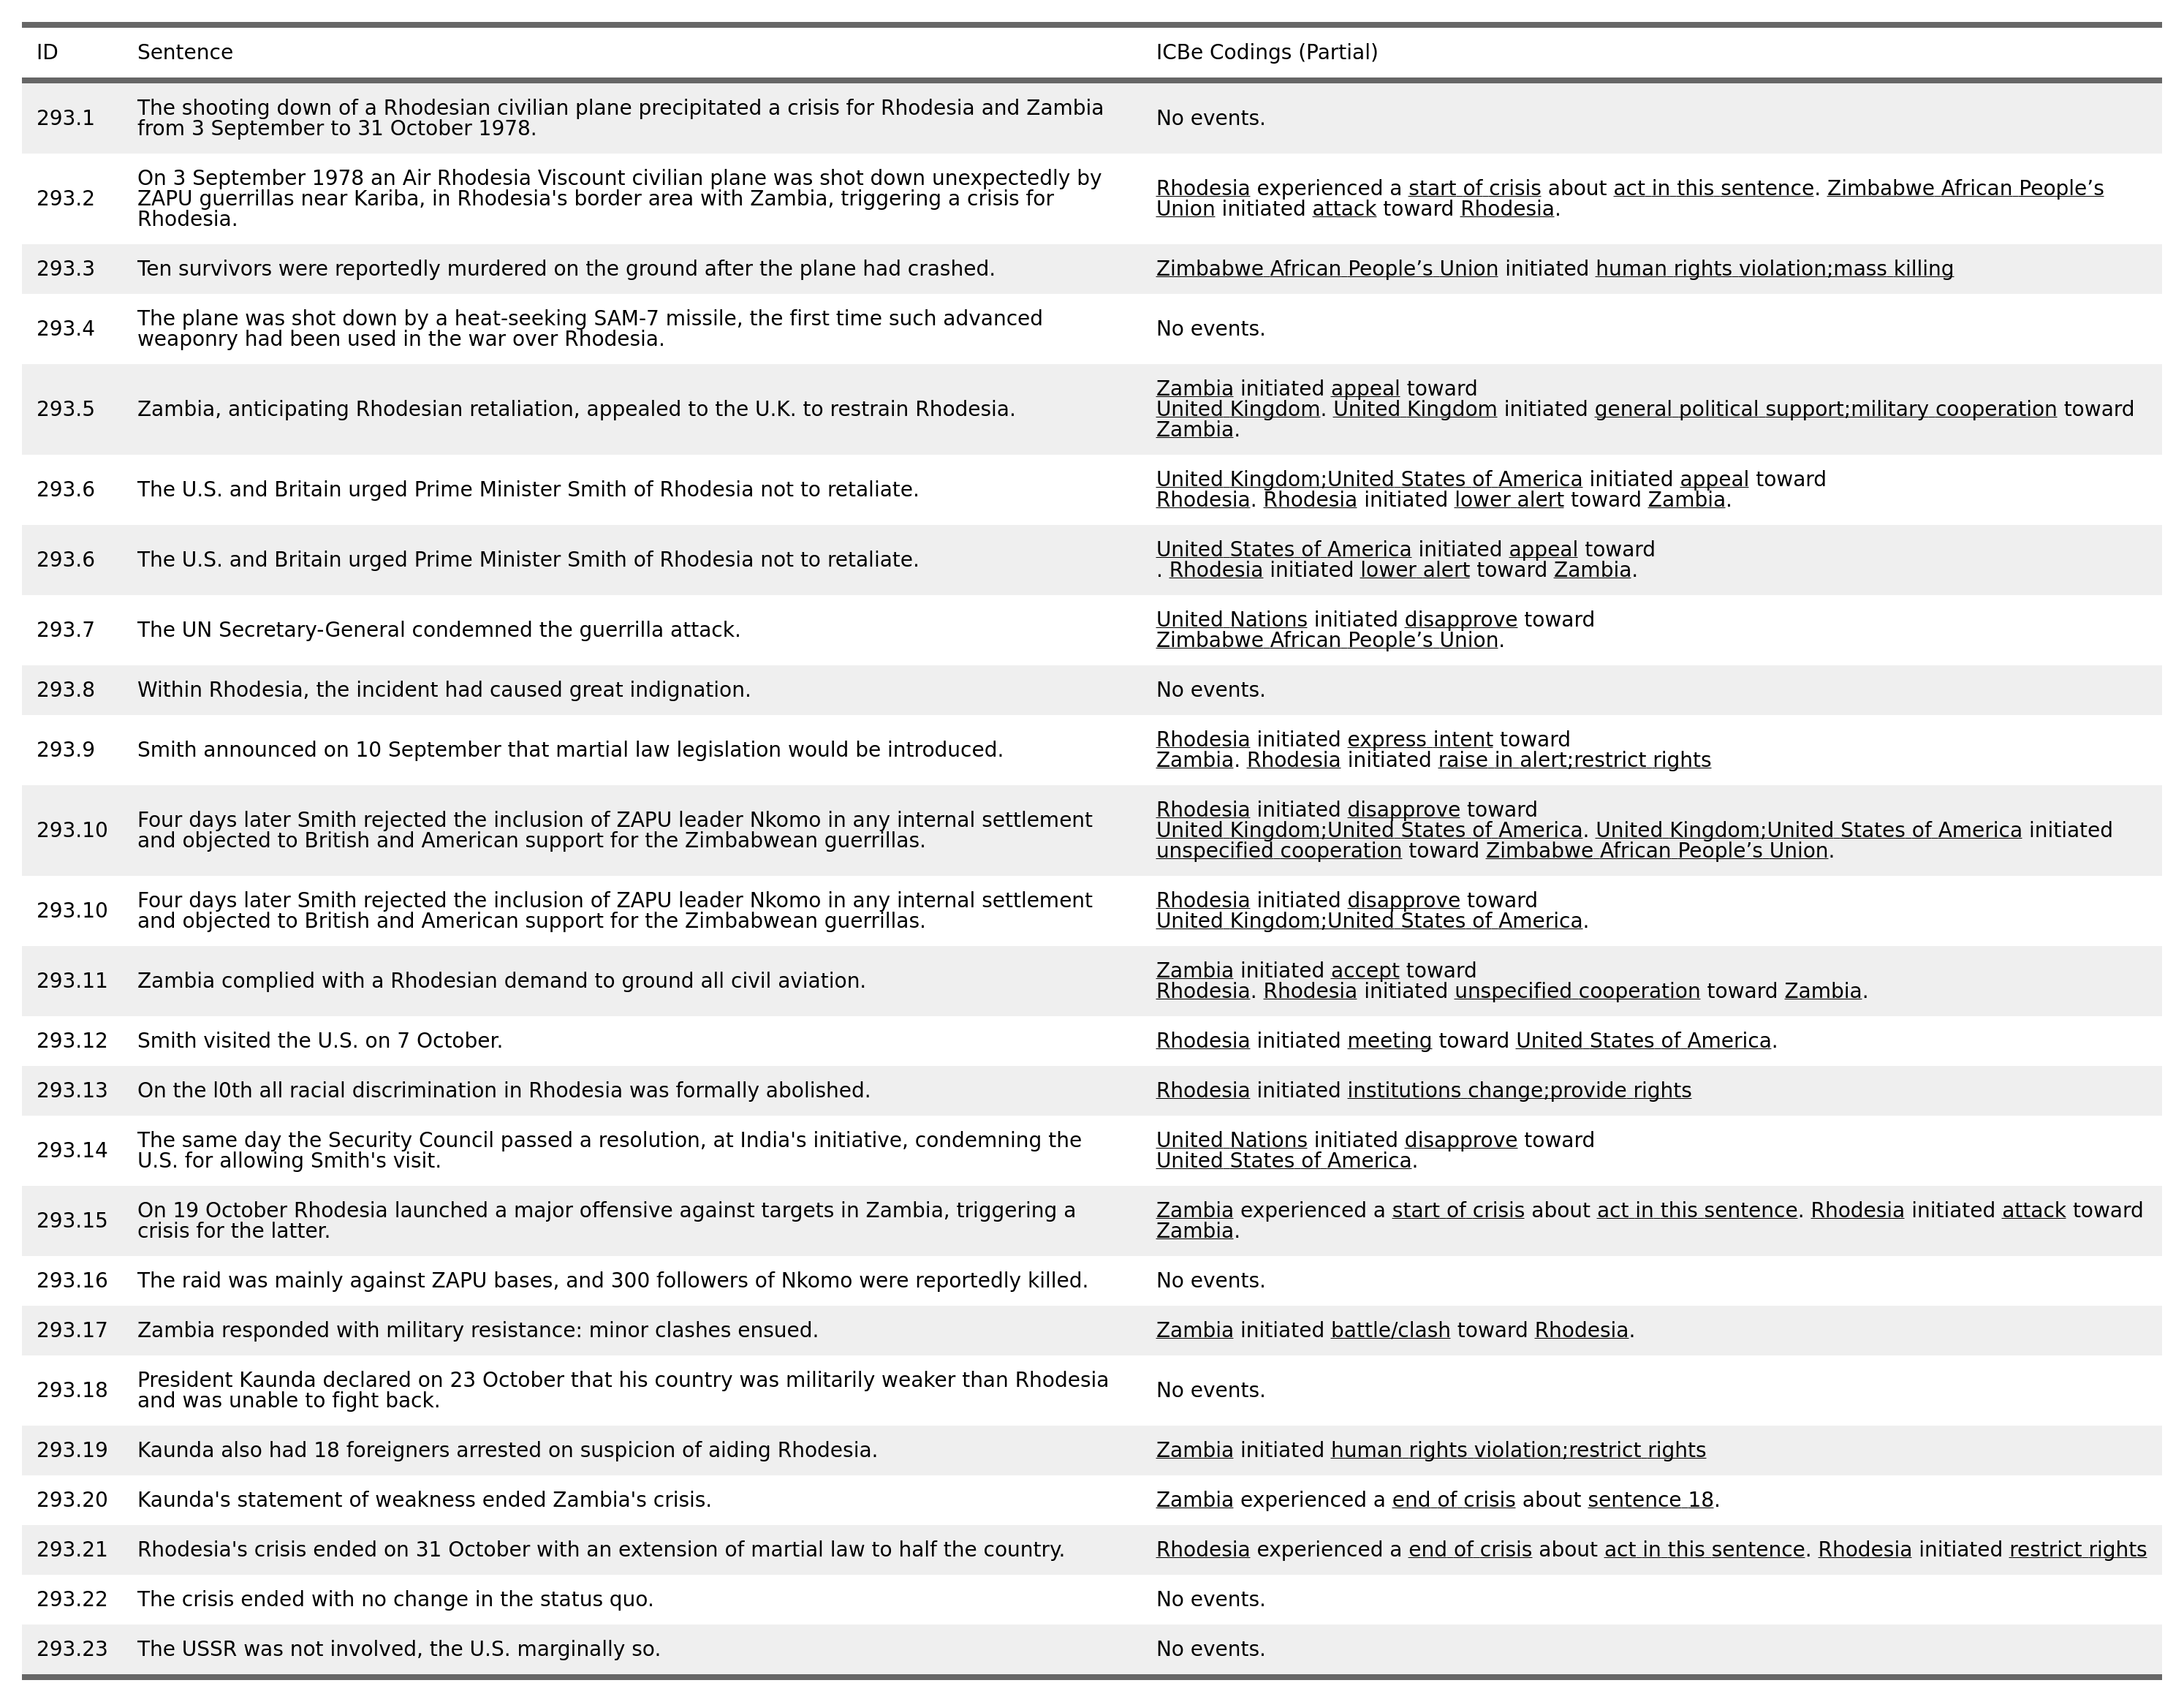 ID Sentence ICBe Codings (Partial)
293.1 The shooting down of a Rhodesian civilian plane precipitated a crisis for Rhodesia and Zambia
from 3 September to 31 October 1978.
No events.
293.2 On 3 September 1978 an Air Rhodesia Viscount civilian plane was shot down unexpectedly by
ZAPU guerrillas near Kariba, in Rhodesia's border area with Zambia, triggering a crisis for
Rhodesia.
Rhodesia experienced a start of crisis about act in this sentence. Zimbabwe African People’s
Union initiated attack toward Rhodesia.
293.3 Ten survivors were reportedly murdered on the ground after the plane had crashed.
Zimbabwe African People’s Union initiated human rights violation;mass killing
293.4 The plane was shot down by a heat-seeking SAM-7 missile, the first time such advanced
weaponry had been used in the war over Rhodesia.
No events.
293.5 Zambia, anticipating Rhodesian retaliation, appealed to the U.K. to restrain Rhodesia.
Zambia initiated appeal toward
United Kingdom. United Kingdom initiated general political support;military cooperation toward
Zambia.
293.6 The U.S. and Britain urged Prime Minister Smith of Rhodesia not to retaliate.
United Kingdom;United States of America initiated appeal toward
Rhodesia. Rhodesia initiated lower alert toward Zambia.
293.6 The U.S. and Britain urged Prime Minister Smith of Rhodesia not to retaliate.
United States of America initiated appeal toward
. Rhodesia initiated lower alert toward Zambia.
293.7 The UN Secretary-General condemned the guerrilla attack.
United Nations initiated disapprove toward
Zimbabwe African People’s Union.
293.8 Within Rhodesia, the incident had caused great indignation.
No events.
293.9 Smith announced on 10 September that martial law legislation would be introduced.
Rhodesia initiated express intent toward
Zambia. Rhodesia initiated raise in alert;restrict rights
293.10 Four days later Smith rejected the inclusion of ZAPU leader Nkomo in any internal settlement
and objected to British and American support for the Zimbabwean guerrillas.
Rhodesia initiated disapprove toward
United Kingdom;United States of America. United Kingdom;United States of America initiated
unspecified cooperation toward Zimbabwe African People’s Union.
293.10 Four days later Smith rejected the inclusion of ZAPU leader Nkomo in any internal settlement
and objected to British and American support for the Zimbabwean guerrillas.
Rhodesia initiated disapprove toward
United Kingdom;United States of America.
293.11 Zambia complied with a Rhodesian demand to ground all civil aviation.
Zambia initiated accept toward
Rhodesia. Rhodesia initiated unspecified cooperation toward Zambia.
293.12 Smith visited the U.S. on 7 October.
Rhodesia initiated meeting toward United States of America.
293.13 On the l0th all racial discrimination in Rhodesia was formally abolished.
Rhodesia initiated institutions change;provide rights
293.14 The same day the Security Council passed a resolution, at India's initiative, condemning the
U.S. for allowing Smith's visit.
United Nations initiated disapprove toward
United States of America.
293.15 On 19 October Rhodesia launched a major offensive against targets in Zambia, triggering a
crisis for the latter.
Zambia experienced a start of crisis about act in this sentence. Rhodesia initiated attack toward
Zambia.
293.16 The raid was mainly against ZAPU bases, and 300 followers of Nkomo were reportedly killed.
No events.
293.17 Zambia responded with military resistance: minor clashes ensued.
Zambia initiated battle/clash toward Rhodesia.
293.18 President Kaunda declared on 23 October that his country was militarily weaker than Rhodesia
and was unable to fight back.
No events.
293.19 Kaunda also had 18 foreigners arrested on suspicion of aiding Rhodesia.
Zambia initiated human rights violation;restrict rights
293.20 Kaunda's statement of weakness ended Zambia's crisis.
Zambia experienced a end of crisis about sentence 18.
293.21 Rhodesia's crisis ended on 31 October with an extension of martial law to half the country.
Rhodesia experienced a end of crisis about act in this sentence. Rhodesia initiated restrict rights
293.22 The crisis ended with no change in the status quo.
No events.
293.23 The USSR was not involved, the U.S. marginally so.
No events.